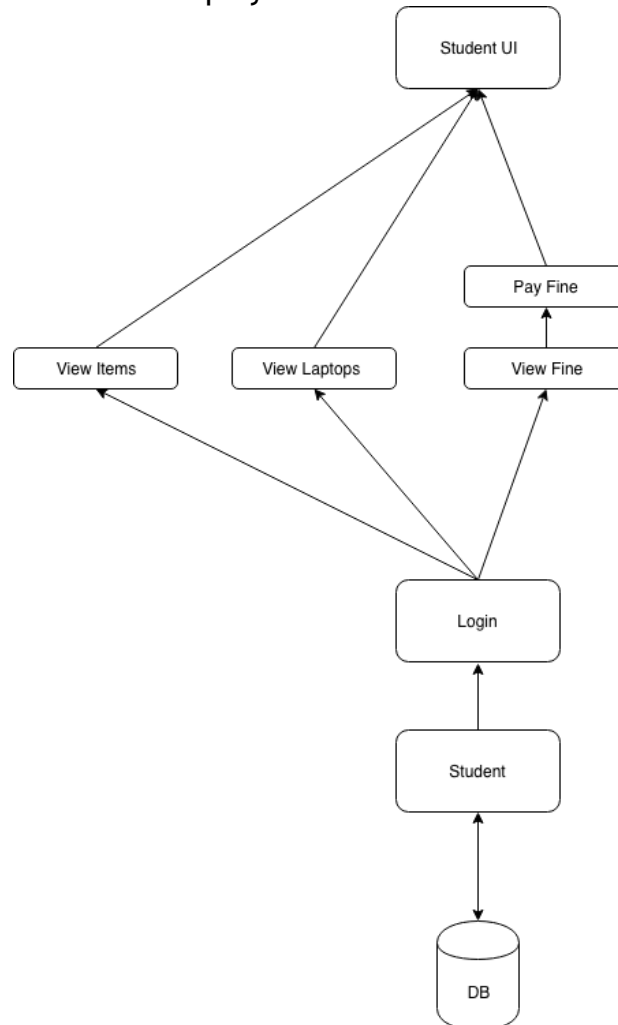 Student UI
Pay Fine
View Items
View Laptops
View Fine
Login
Student
DB